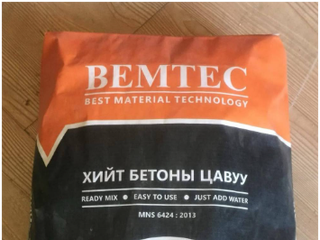 BEMTEC
BEST MATERIAL TECHNOLOGY
ХИЙТ БЕТОНЫ ЦАВУУ
READY MIX ● EASY TO USE ● JUST ADD WATER
MNS 6424 : 2013